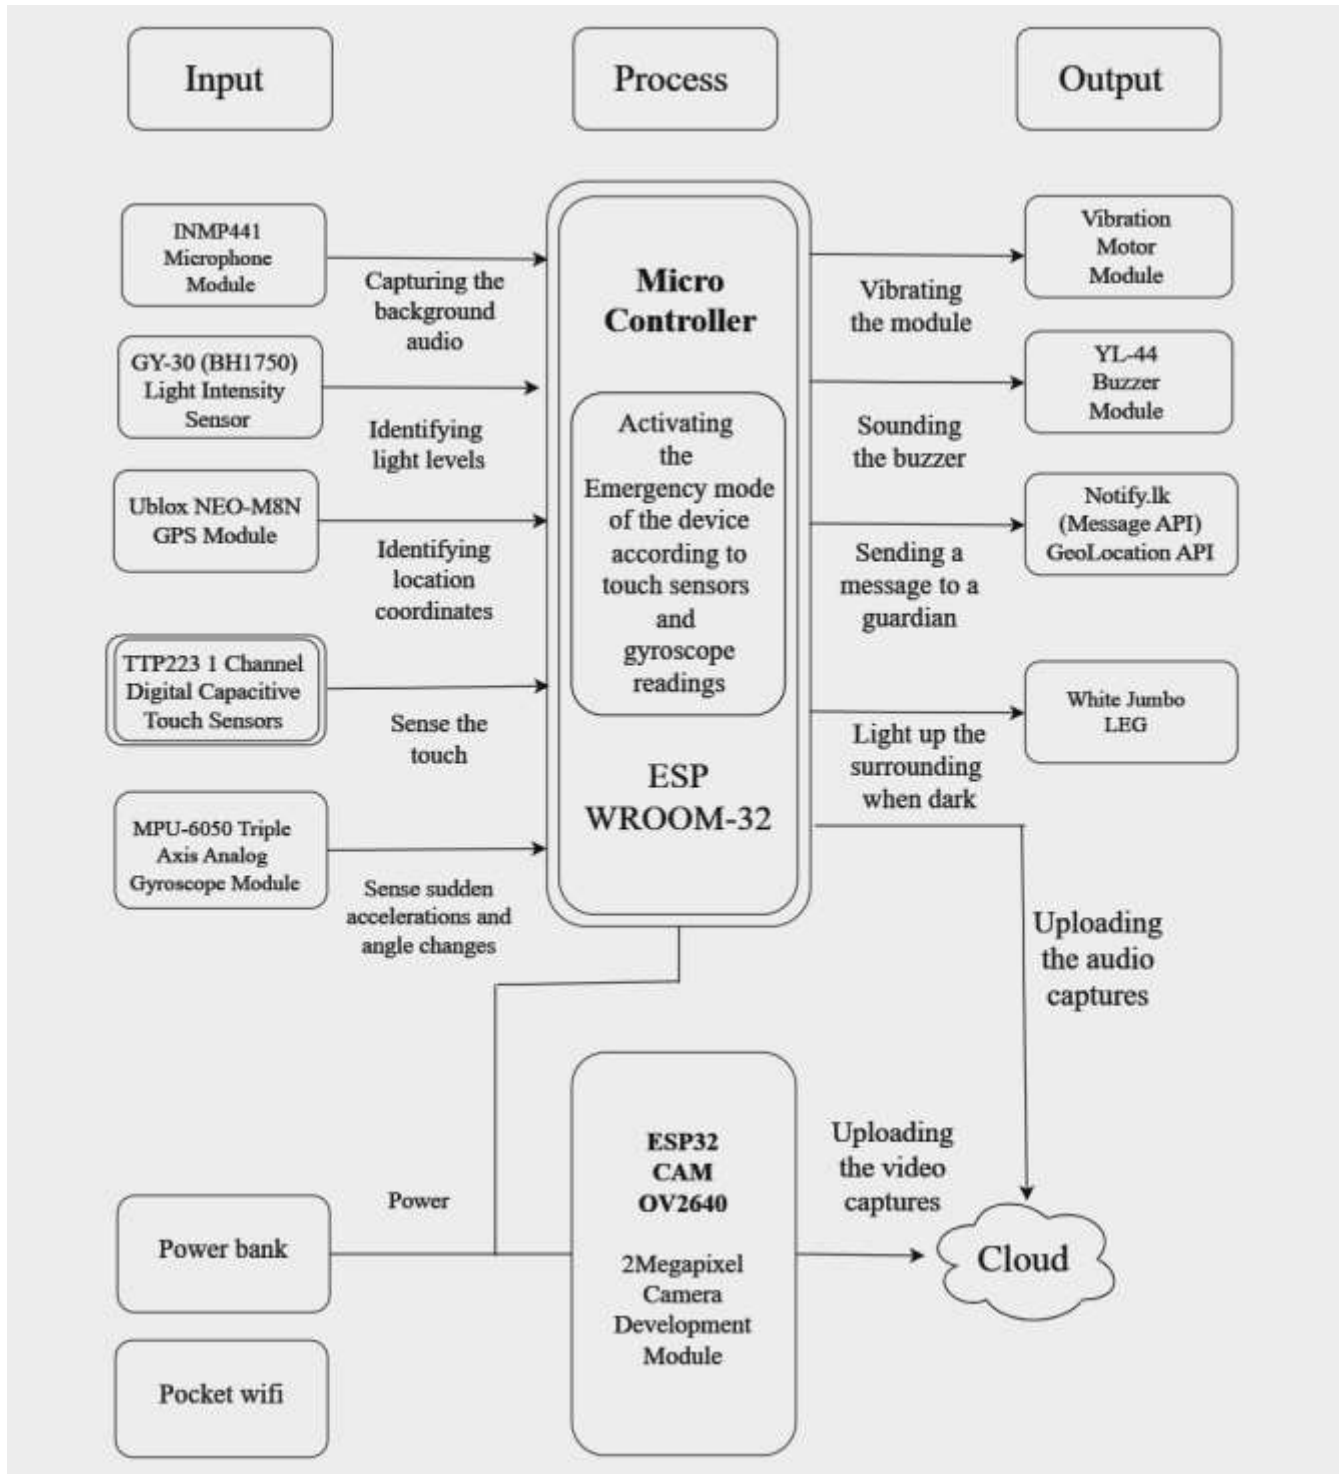 Input
Process
Output
INMP441
Microphone
Module
Capturing the
background
audio
GY-30 (BH1750)
Light Intensity
Sensor
Identifying
light levels
Ublox NEO-M8N
GPS Module
Identifying
location
coordinates
TTP223 1 Channel
Digital Capacitive
Touch Sensors
Sense the
touch
MPU-6050 Triple
Axis Analog
Gyroscope Module
Sense sudden
accelerations and
angle changes
Micro
Controller
Activating
the
Emergency mode
of the device
according to
touch sensors
and
gyroscope
readings
ESP
WROOM-32
Vibrating
the module
Vibration
Motor
Module
Sounding
the buzzer
YL-44
Buzzer
Module
Sending a
message to a
guardian
Notify.lk
(Message API)
GeoLocation API
Light up the
surrounding
when dark
White Jumbo
LEG
Uploading
the audio
captures
Power bank
Power
Pocket wifi
ESP32
CAM
OV2640
2Megapixel
Camera
Development
Module
Uploading
the video
captures
Cloud